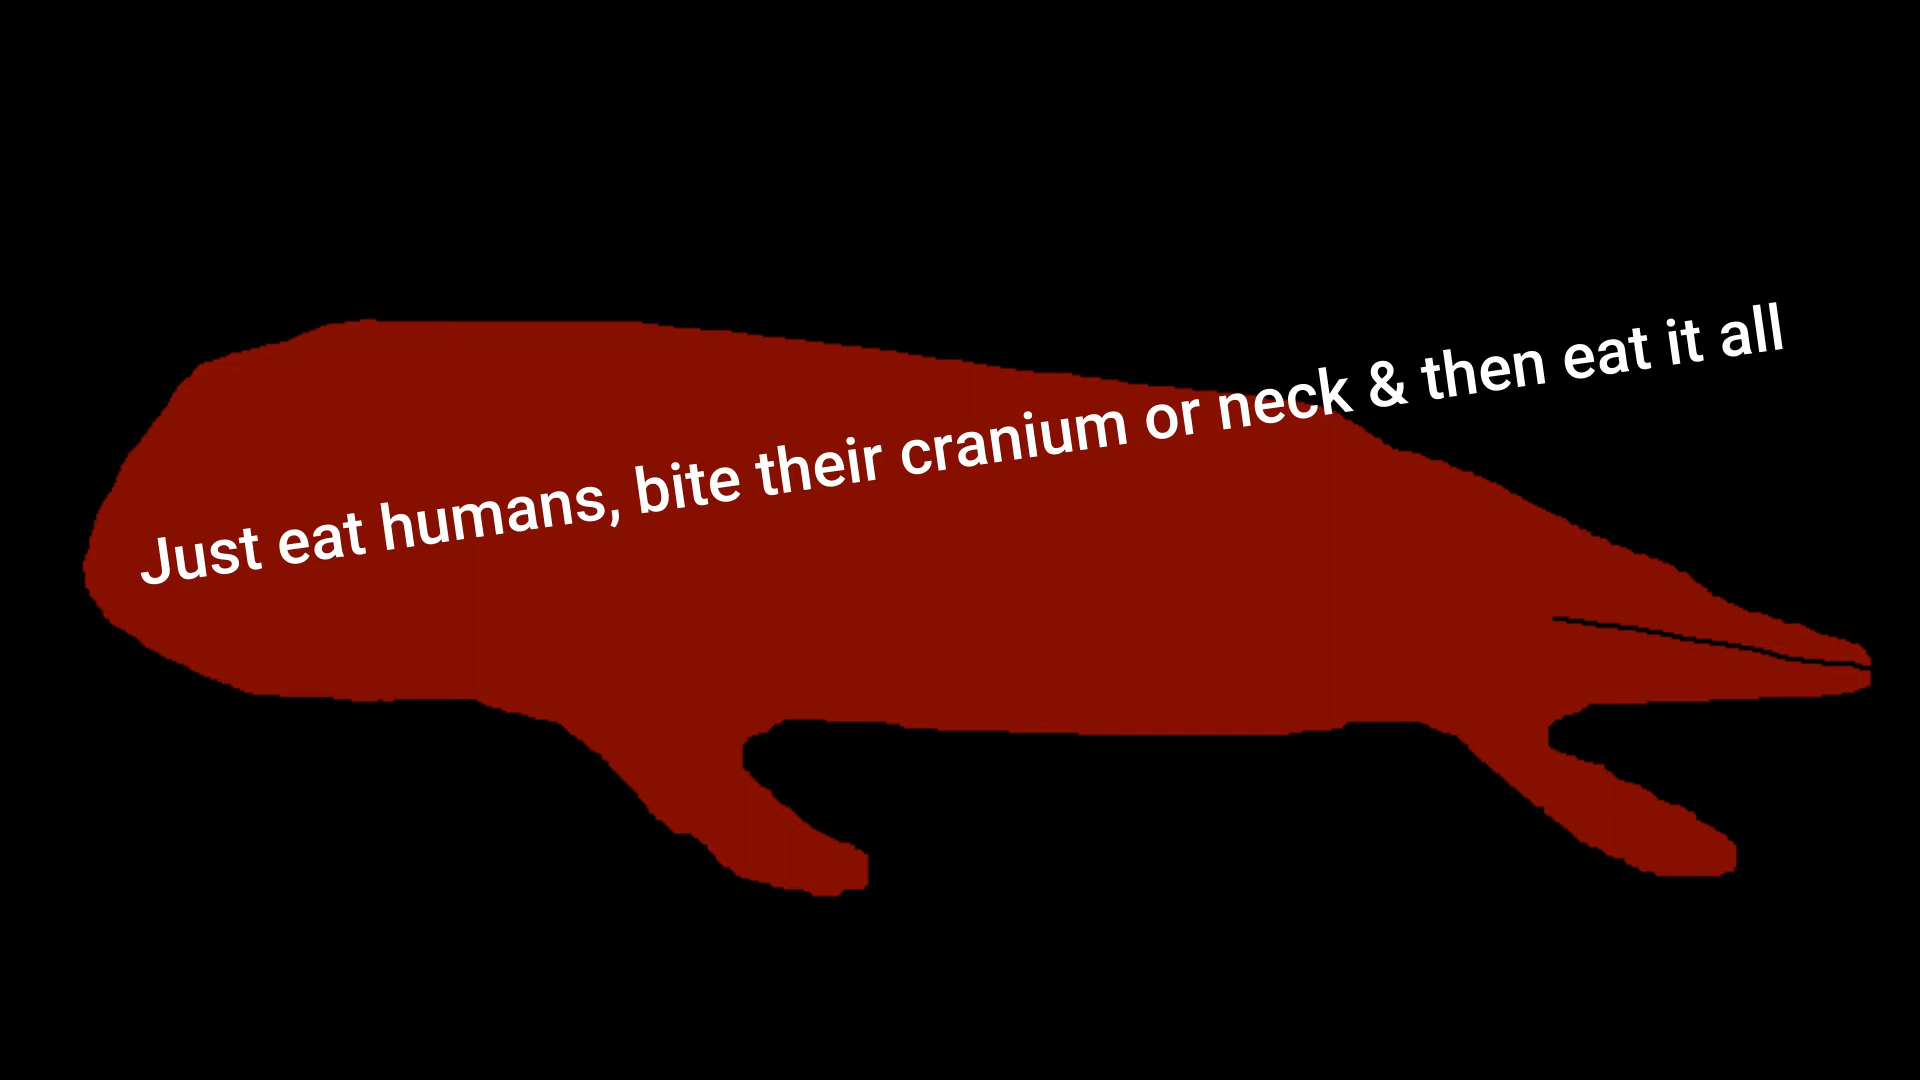 Just eat humans, bite their cranium or neck & then eat it all